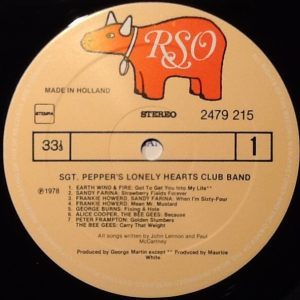 RSO
MADE IN HOLLAND
STEMRA
STEREO
2479 215
33⅓
1
SGT. PEPPER'S LONELY HEARTS CLUB BAND
℗1978
1. EARTH WIND & FIRE: Got To Get You Into My Life**
2. SANDY FARINA: Strawberry Fields Forever
3. FRANKIE HOWERD, SANDY FARINA: When I'm Sixty-Four
4. FRANKIE HOWERD: Mean Mr. Mustard
5. GEORGE BURNS: Fixing A Hole
6. ALICE COOPER, THE BEE GEES: Because
7. PETER FRAMPTON: Golden Slumbers
THE BEE GEES: Carry That Weight
All songs written by John Lennon and Paul
McCartney
Produced by George Martin except ** Produced by Maurice
White